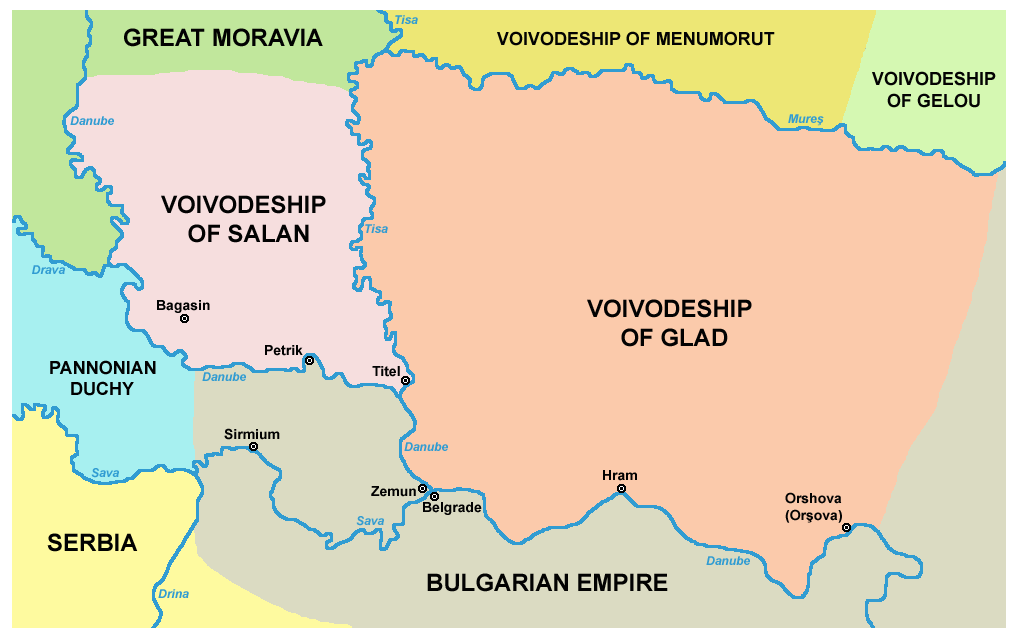 Tisa
GREAT MORAVIA
VOIVODESHIP OF MENUMORUT
VOIVODESHIP
OF GELOU
Danube
Mureş
VOIVODESHIP
OF SALAN
Tisa
Drava
Bagasin
VOIVODESHIP
OF GLAD
Petrik
PANNONIAN
DUCHY
Danube
Titel
Sirmium
Danube
Sava
Hram
Zemun
Belgrade
Orshova
(Orşova)
Sava
SERBIA
Danube
BULGARIAN EMPIRE
Drina